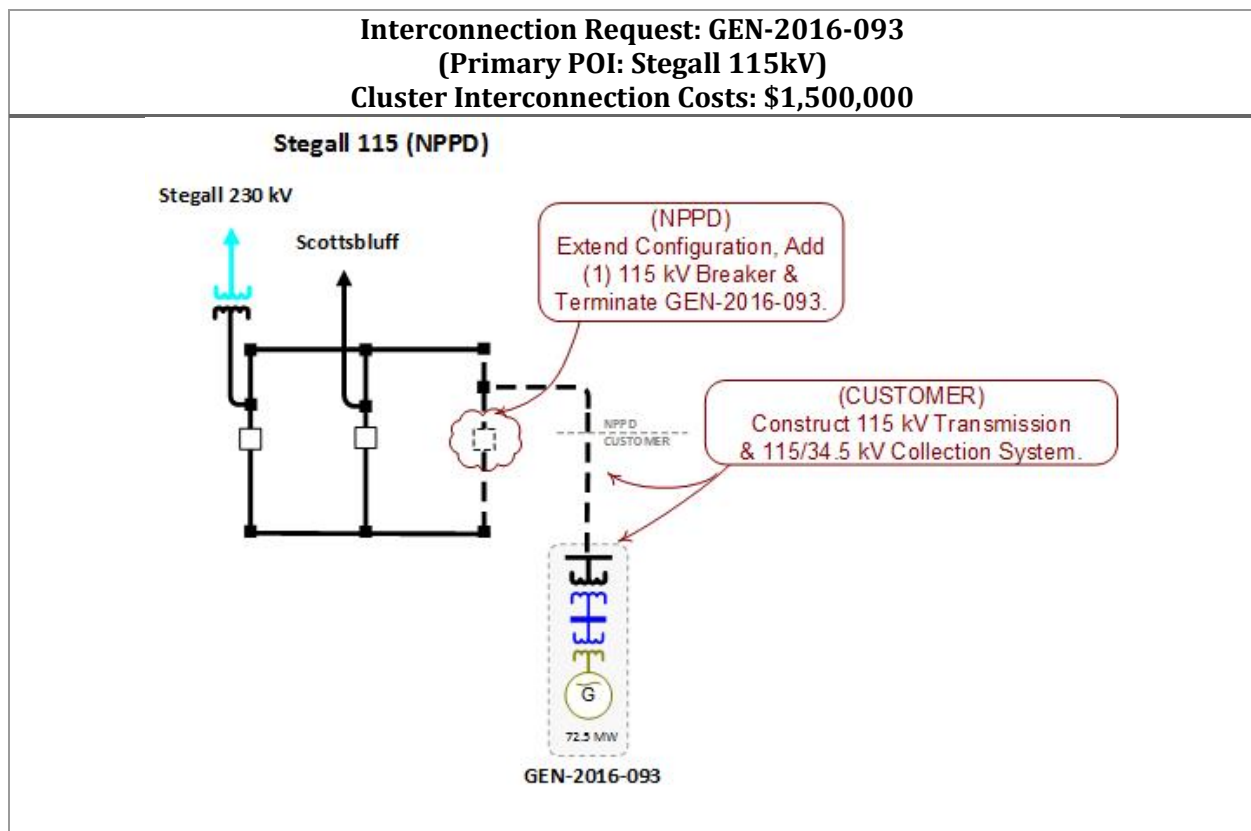 Interconnection Request: GEN-2016-093
(Primary POI: Stegall 115kV)
Cluster Interconnection Costs: $1,500,000
Stegall 115 (NPPD)
Stegall 230 kV
Scottsbluff
(NPPD)
Extend Configuration, Add
(1) 115 kV Breaker &
Terminate GEN-2016-093.
(CUSTOMER)
Construct 115 kV Transmission
& 115/34.5 kV Collection System.
NPPD
CUSTOMER
G
72.5 MW
GEN-2016-093